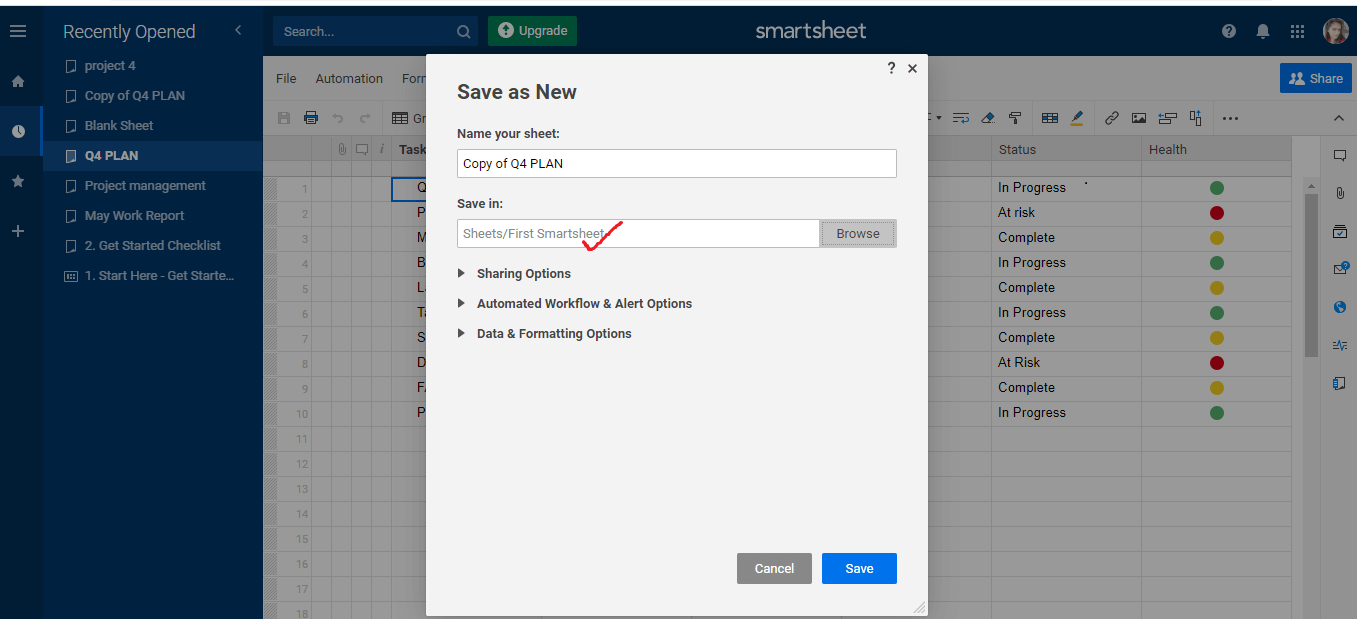 Recently Opened
Search...
Upgrade
smartsheet
project 4
Copy of Q4 PLAN
Blank Sheet
Q4 PLAN
Project management
May Work Report
2. Get Started Checklist
1. Start Here - Get Starte...
File Automation Forr
Share
Gr
Task
Status Health
Save as New
?
Name your sheet:
Copy of Q4 PLAN
Save in:
Sheets/First Smartsheet
Browse
Sharing Options
Automated Workflow & Alert Options
Data & Formatting Options
Cancel Save
1 Q In Progress
2 P At risk
3 M Complete
4 B In Progress
5 La Complete
6 Ta In Progress
7 S Complete
8 D At Risk
9 FA Complete
10 P In Progress
11
12
13
14
15
16
17
18